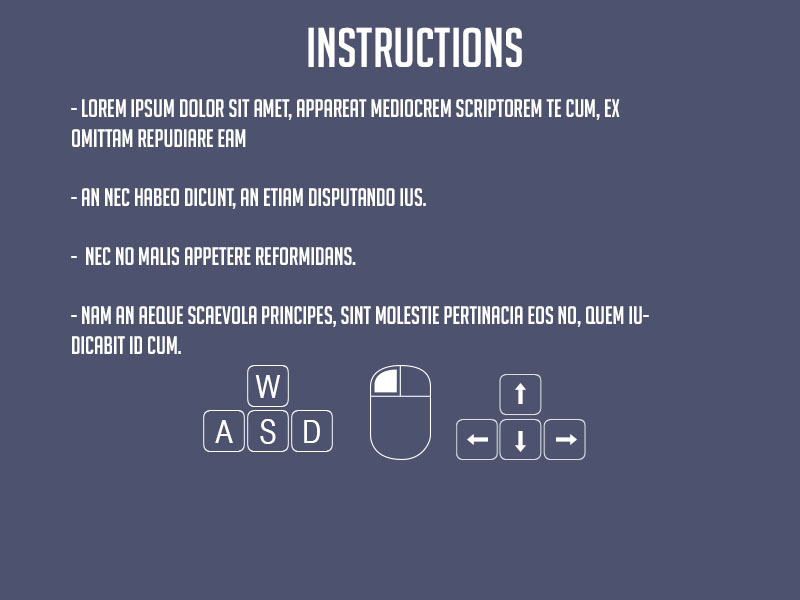 INSTRUCTIONS
- LOREM IPSUM DOLOR SIT AMET, APPAREAT MEDIOCREM SCRIPTOREM TE CUM, EX
OMITTAM REPUDIARE EAM
- AN NEC HABEO DICUNT, AN ETIAM DISPUTANDO IUS.
- NEC NO MALIS APPETERE REFORMIDANS.
- NAM AN AEQUE SCAEVOLA PRINCIPES, SINT MOLESTIE PERTINACIA EOS NO, QUEM IU-
DICABIT ID CUM.
W
A S D